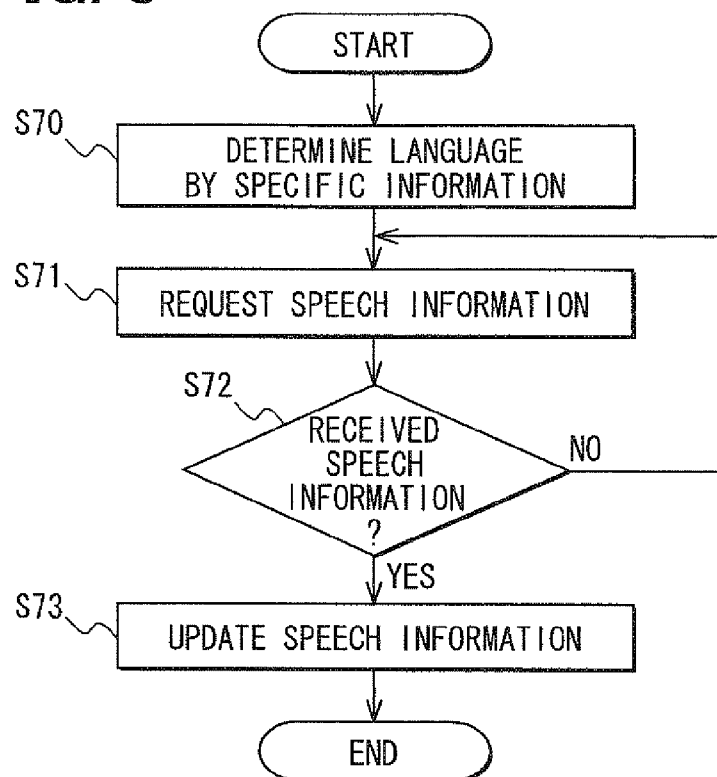 START
S70
DETERMINE LANGUAGE
BY SPECIFIC INFORMATION
S71
REQUEST SPEECH INFORMATION
S72
RECEIVED
SPEECH
INFORMATION
?
NO
YES
S73
UPDATE SPEECH INFORMATION
END